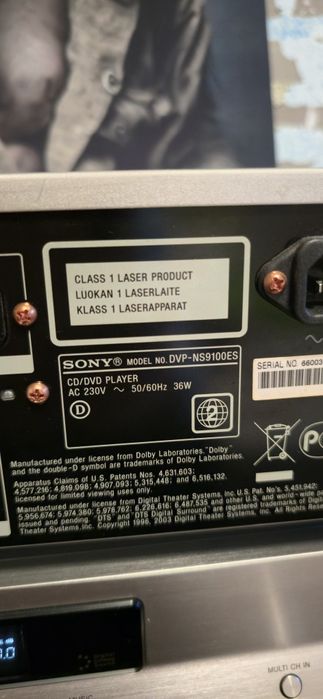 CLASS 1 LASER PRODUCT
LUOKAN 1 LASERLAITE
KLASS 1 LASERAPPARAT
SONY® MODEL NO. DVP-NS9100ES
CD/DVD PLAYER
AC 230V ~ 50/60Hz 36W
D
2
SERIAL NO. 66003
Manufactured under license from Dolby Laboratories. "Dolby"
and the double-D symbol are trademarks of Dolby Laboratories.
Apparatus Claims of U.S. Patents Nos. 4,631,603;
4,577,216; 4,819,098; 4,907,093; 5,315,448; and 6,516,132.
licensed for limited viewing uses only.
Manufactured under license from Digital Theater Systems, Inc. U.S. Pat. No's. 5,451,942;
5,956,674; 5,974,380; 5,978,762; 6,226,616; 6,487,535 and other U.S. and world-wide p
issued and pending. "DTS" and "DTS Digital Surround" are registered trademarks of Dig
Theater Systems, Inc. Copyright 1996, 2003 Digital Theater Systems, Inc. All Rights Rese
MULTI CH IN